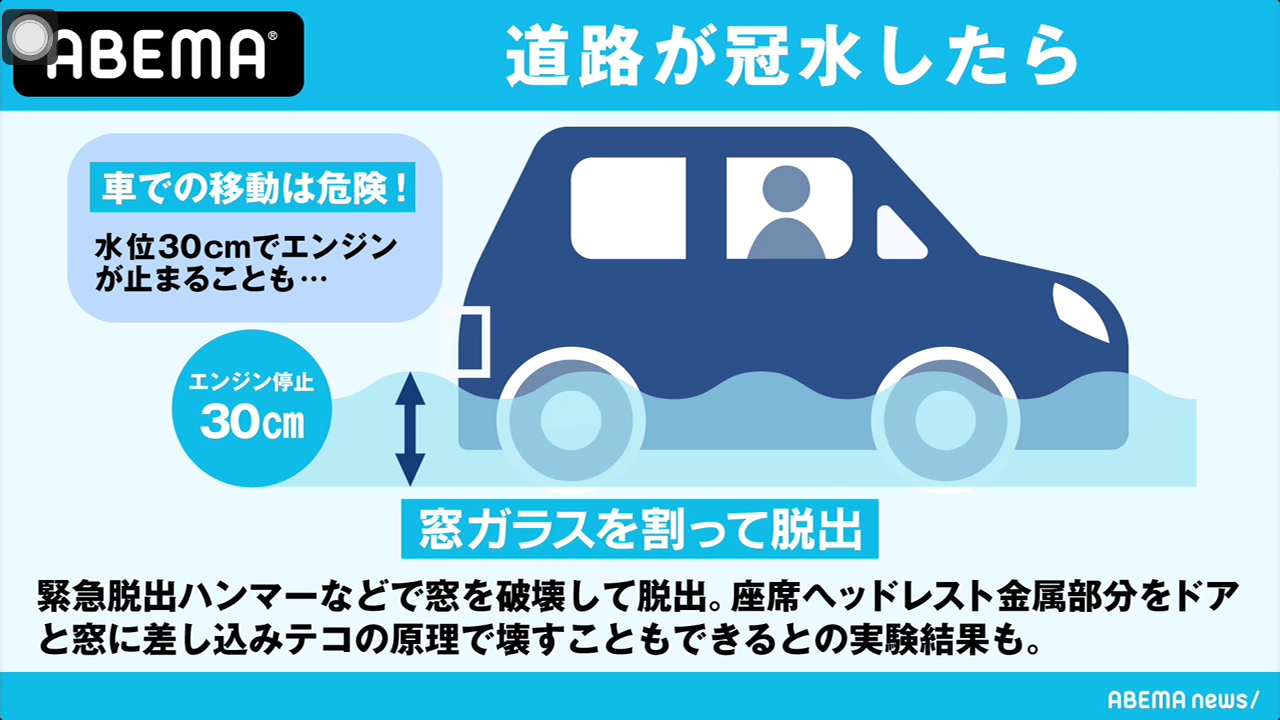 ABEMA®
道路が冠水したら
車での移動は危険！
水位30cmでエンジン
が止まることも…
エンジン停止
30cm
窓ガラスを割って脱出
緊急脱出ハンマーなどで窓を破壊して脱出。座席ヘッドレスト金属部分をドア
と窓に差し込みテコの原理で壊すこともできるとの実験結果も。
ABEMA news/